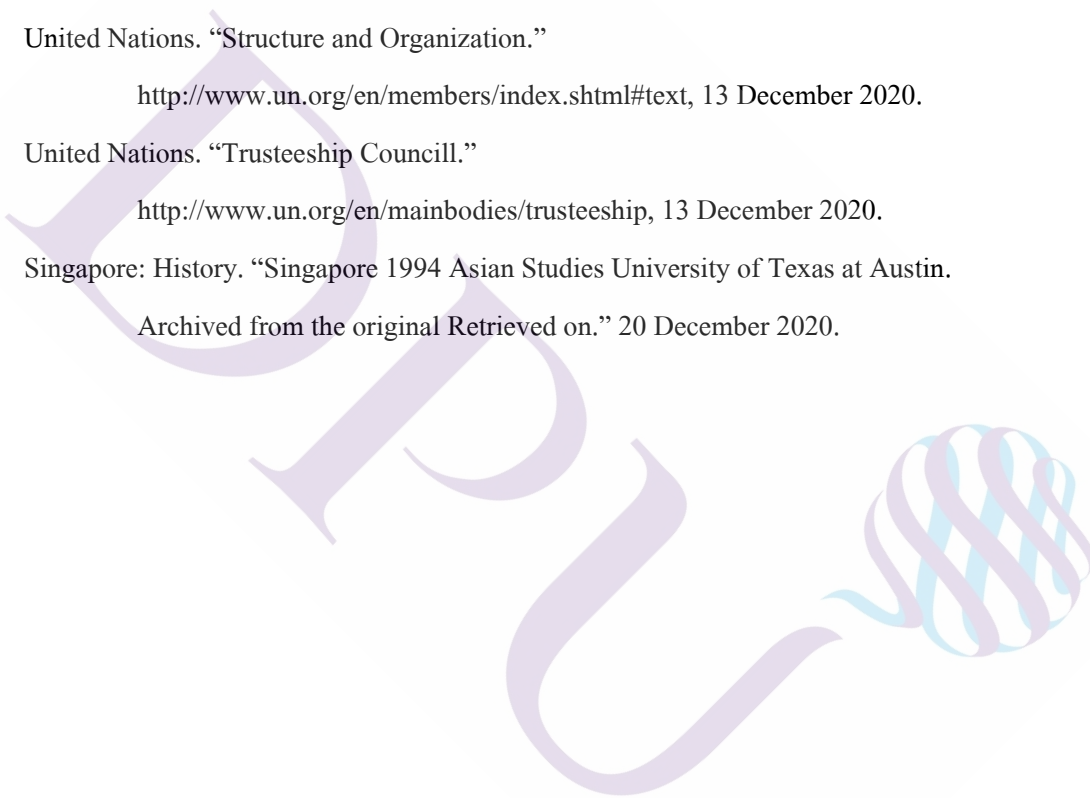 United Nations. “Structure and Organization.”
http://www.un.org/en/members/index.shtml#text, 13 December 2020.
United Nations. “Trusteeship Councill.”
http://www.un.org/en/mainbodies/trusteeship, 13 December 2020.
Singapore: History. “Singapore 1994 Asian Studies University of Texas at Austin.
Archived from the original Retrieved on.” 20 December 2020.
DPU